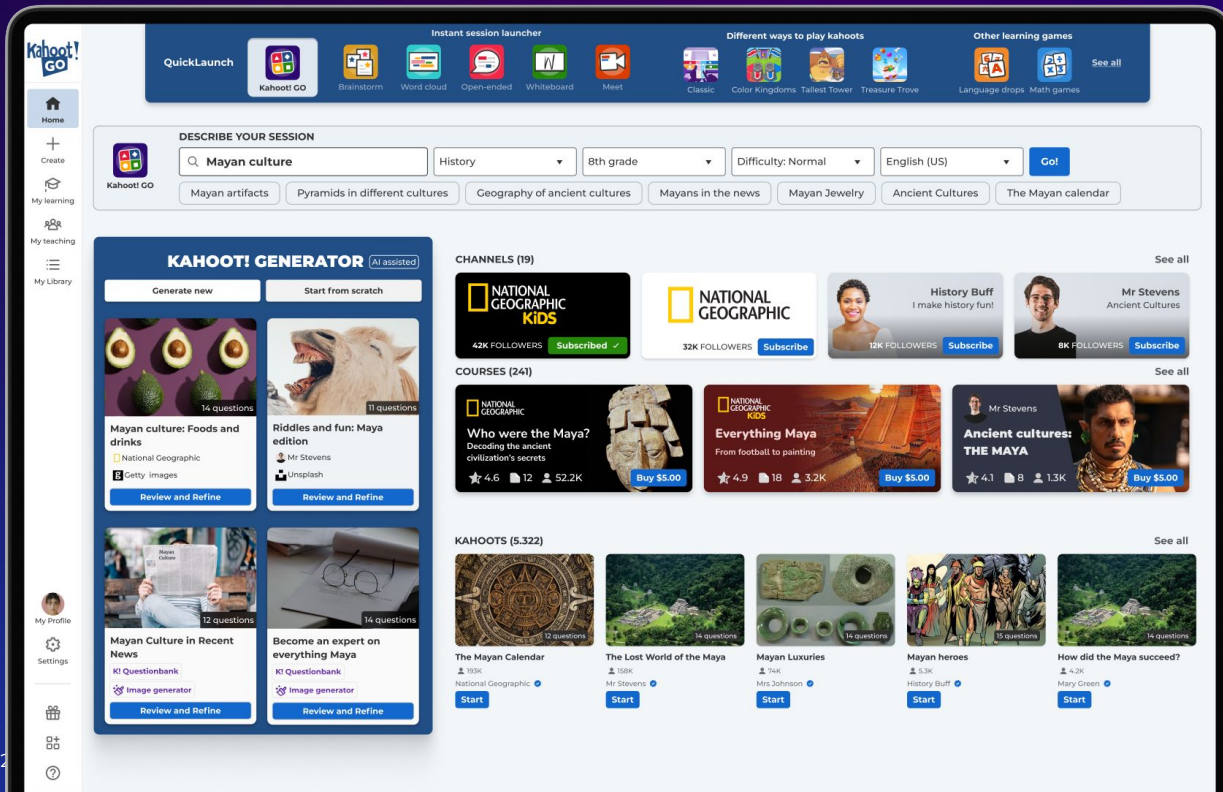 Kahoot!
GO
Home
Create
My learning
My teaching
My Library
My Profile
Settings
2
QuickLaunch
Kahoot! GO
Instant session launcher
Brainstorm
Word cloud
Open-ended
Whiteboard
Meet
Different ways to play kahoots
Classic
Color Kingdoms
Tallest Tower
Treasure Trove
Other learning games
Language drops
Math games
See all
Kahoot! GO
DESCRIBE YOUR SESSION
Mayan culture
History
8th grade
Difficulty: Normal
English (US)
Go!
Mayan artifacts
Pyramids in different cultures
Geography of ancient cultures
Mayans in the news
Mayan Jewelry
Ancient Cultures
The Mayan calendar
KAHOOT! GENERATOR
AI assisted
Generate new
Start from scratch
14 questions
Mayan culture: Foods and
drinks
National Geographic
Getty images
Review and Refine
11 questions
Riddles and fun: Maya
edition
Mr Stevens
Unsplash
Review and Refine
Mayan
Culture
12 questions
Mayan Culture in Recent
News
K! Questionbank
Image generator
Review and Refine
14 questions
Become an expert on
everything Maya
K! Questionbank
Image generator
Review and Refine
CHANNELS (19)
See all
NATIONAL
GEOGRAPHIC
KiDS
42K FOLLOWERS
Subscribed ✓
NATIONAL
GEOGRAPHIC
32K FOLLOWERS
Subscribe
History Buff
I make history fun!
12K FOLLOWERS
Subscribe
Mr Stevens
Ancient Cultures
8K FOLLOWERS
Subscribe
COURSES (241)
See all
NATIONAL
GEOGRAPHIC
Who were the Maya?
Decoding the ancient
civilization's secrets
4.6 12 52.2K
Buy $5.00
NATIONAL
GEOGRAPHIC
KiDS
Everything Maya
From football to painting
4.9 18 3.2K
Buy $5.00
Mr Stevens
Ancient cultures:
THE MAYA
4.1 8 1.3K
Buy $5.00
KAHOOTS (5.322)
See all
12 questions
The Mayan Calendar
193K
National Geographic
Start
14 questions
The Lost World of the Maya
158K
Mr Stevens
Start
14 questions
Mayan Luxuries
74K
Mrs Johnson
Start
15 questions
Mayan heroes
5.3K
History Buff
Start
14 questions
How did the Maya succeed?
4.2K
Mary Green
Start